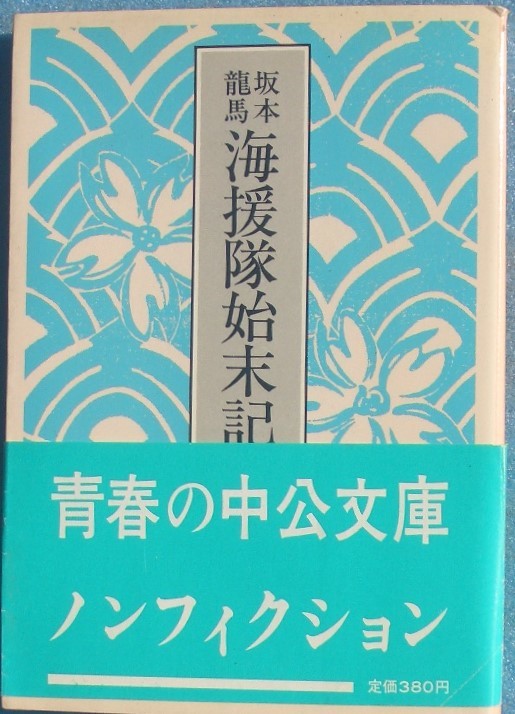 坂本
龍馬
海援隊始末記
青春の中公文庫
ノンフィクション
定価380円